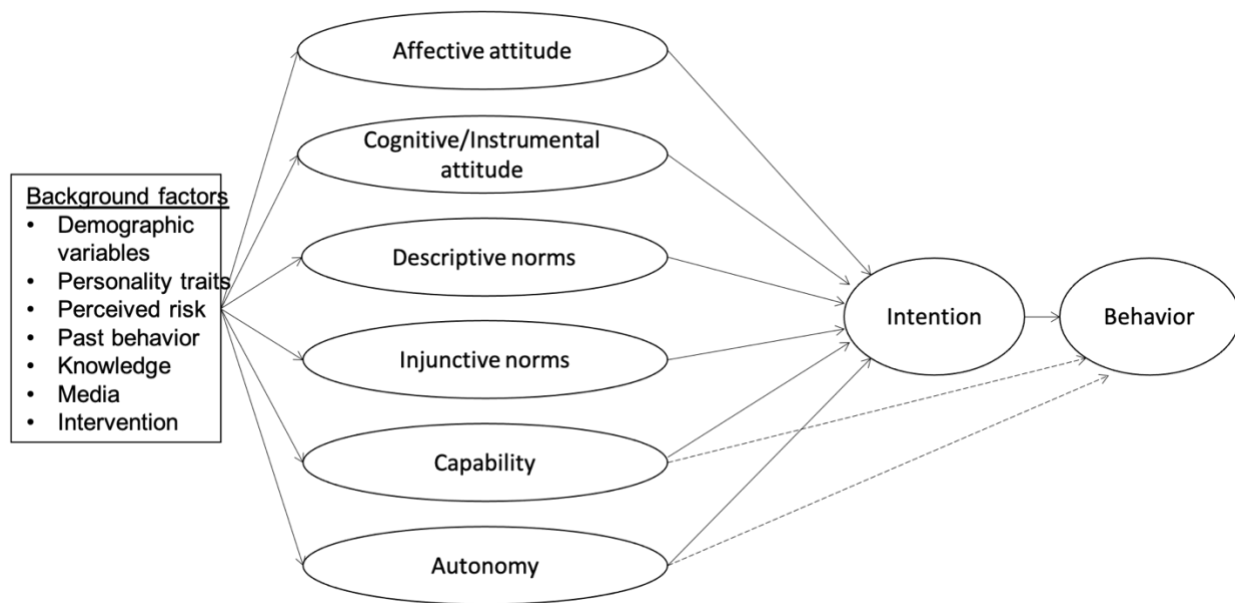 Affective attitude
Cognitive/Instrumental
attitude
Background factors
• Demographic
variables
• Personality traits
• Perceived risk
• Past behavior
• Knowledge
• Media
• Intervention
Descriptive norms
Injunctive norms
Capability
Autonomy
Intention
Behavior